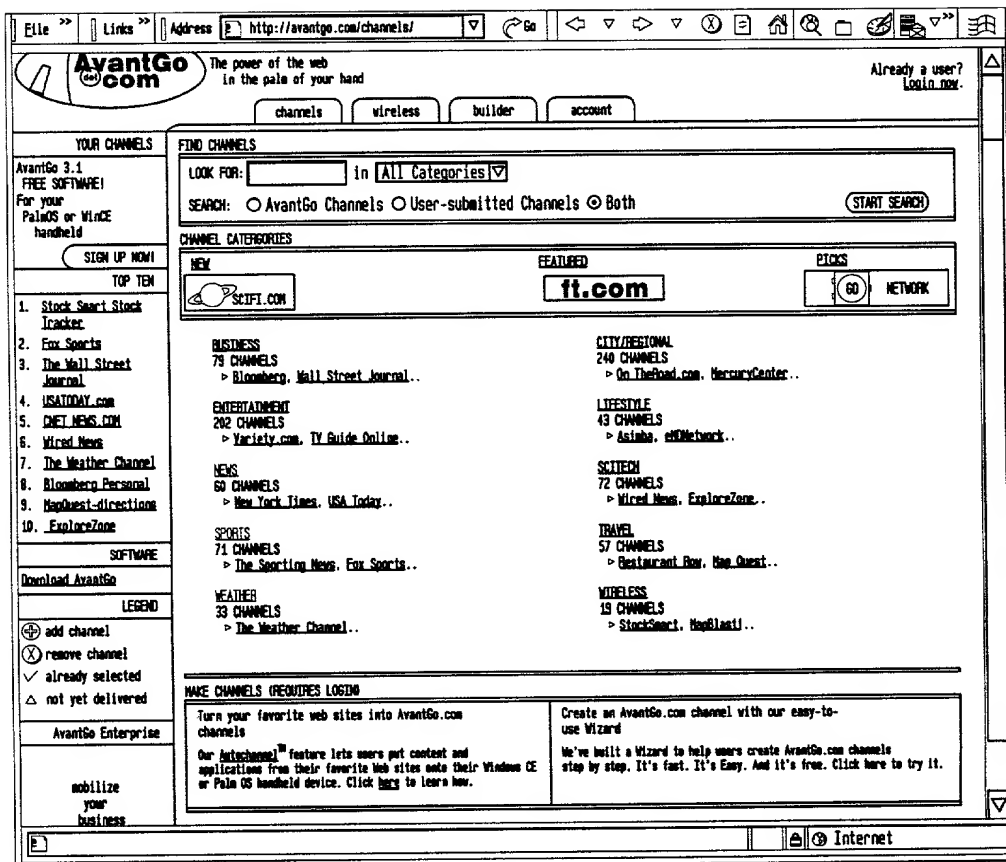 File >> Links >> Address http://avantgo.com/channels/ Go >>
AvantGo
dot com
The power of the web
in the palm of your hand
Already a user?
Login now.
channels wireless builder account
YOUR CHANNELS
AvantGo 3.1
FREE SOFTWARE!
For your
PalmOS or WinCE
handheld
SIGN UP NOW!
TOP TEN
1. Stock Smart Stock
Tracker
2. Fox Sports
3. The Wall Street
Journal
4. USATODAY.com
5. CNET NEWS.COM
6. Wired News
7. The Weather Channel
8. Bloomberg Personal
9. MapQuest-directions
10. ExploreZone
SOFTWARE
Download AvantGo
LEGEND
add channel
remove channel
already selected
not yet delivered
AvantGo Enterprise
mobilize
your
business
FIND CHANNELS
LOOK FOR: in All Categories
SEARCH: AvantGo Channels User-submitted Channels Both START SEARCH
CHANNEL CATERGORIES
NEW FEATURED PICKS
SCIFI.COM ft.com GO NETWORK
BUSINESS
79 CHANNELS
Bloomberg, Wall Street Journal..
ENTERTAINMENT
202 CHANNELS
Variety.com, TV Guide Online..
NEWS
60 CHANNELS
New York Times, USA Today..
SPORTS
71 CHANNELS
The Sporting News, Fox Sports..
WEATHER
33 CHANNELS
The Weather Channel..
CITY/REGIONAL
240 CHANNELS
On TheRoad.com, MercuryCenter..
LIFESTYLE
43 CHANNELS
Asimba, eMDNetwork..
SCITECH
72 CHANNELS
Wired News, ExploreZone..
TRAVEL
57 CHANNELS
Restaurant Row, Map Quest..
WIRELESS
19 CHANNELS
StockSmart, MapBlast!..
MAKE CHANNELS (REQUIRES LOGIN)
Turn your favorite web sites into AvantGo.com
channels
Our Autochannel™ feature lets users put content and
applications from their favorite Web sites onto their Windows CE
or Palm OS handheld device. Click here to learn how.
Create an AvantGo.com channel with our easy-to-
use Wizard
We've built a Wizard to help users create AvantGo.com channels
step by step. It's fast. It's Easy. And it's free. Click here to try it.
Internet